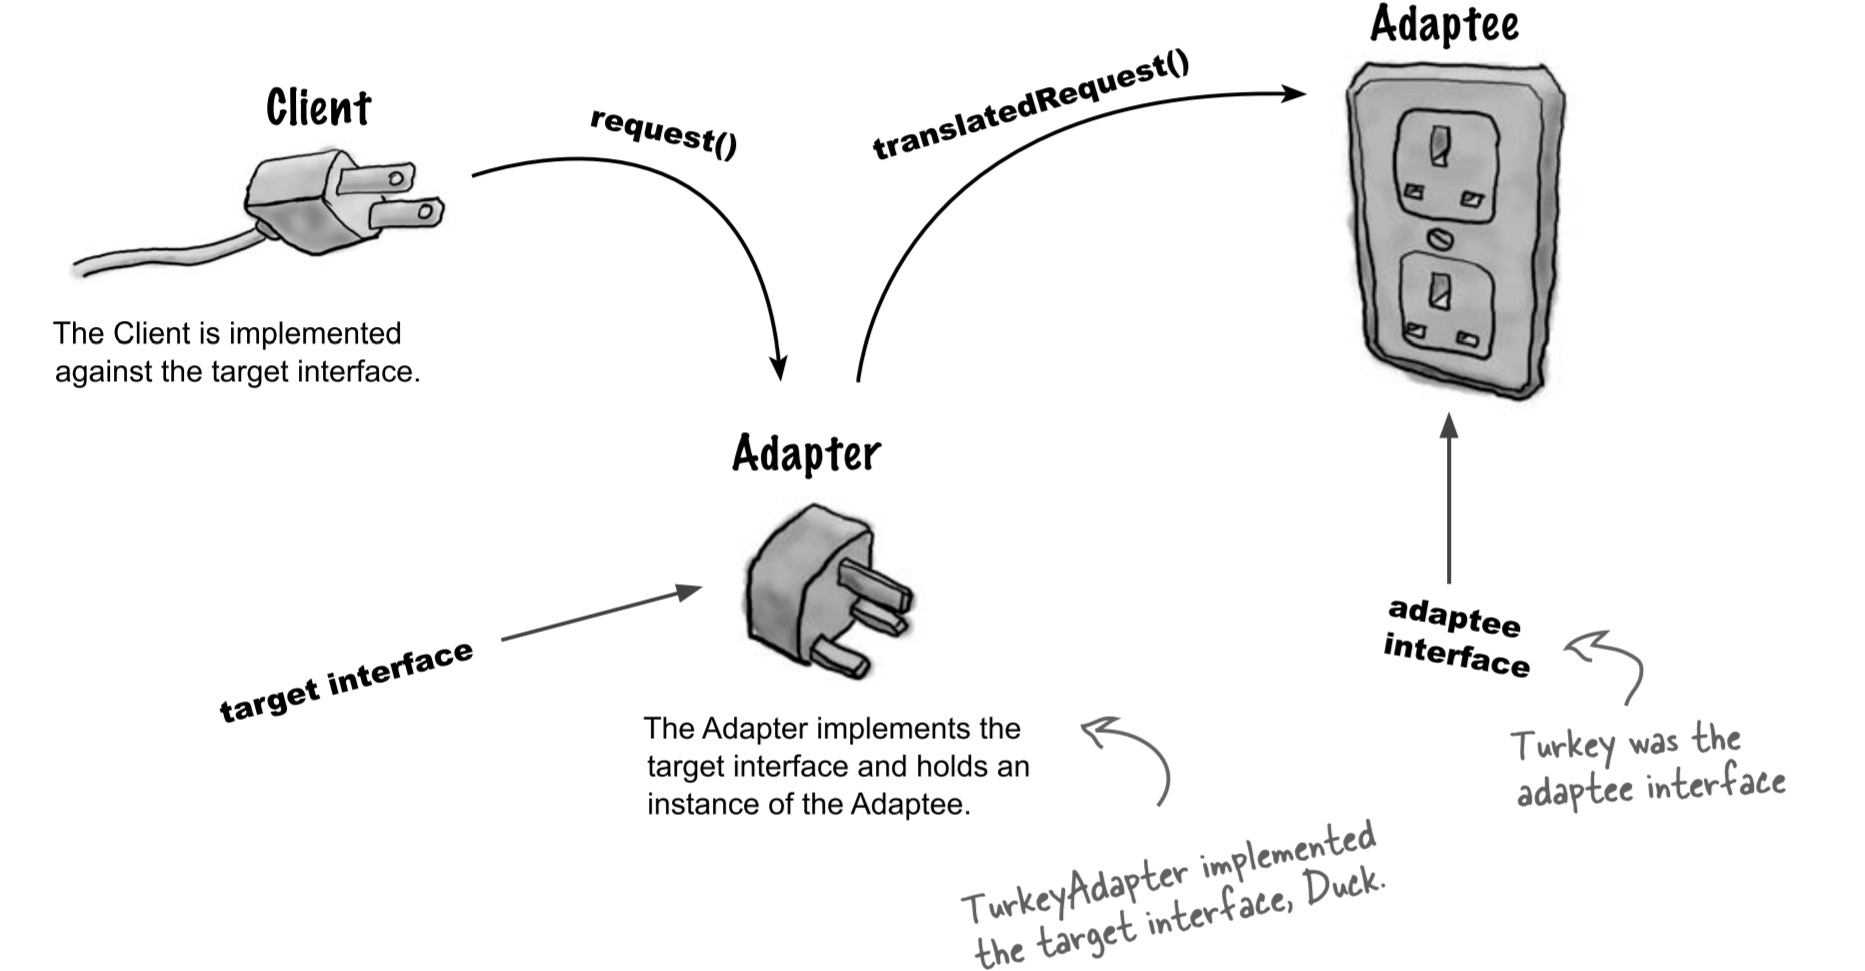 Adaptee
Client
request()
translatedRequest()
The Client is implemented
against the target interface.
Adapter
target interface
adaptee
interface
The Adapter implements the
target interface and holds an
instance of the Adaptee.
Turkey was the
adaptee interface
TurkeyAdapter implemented
the target interface, Duck.